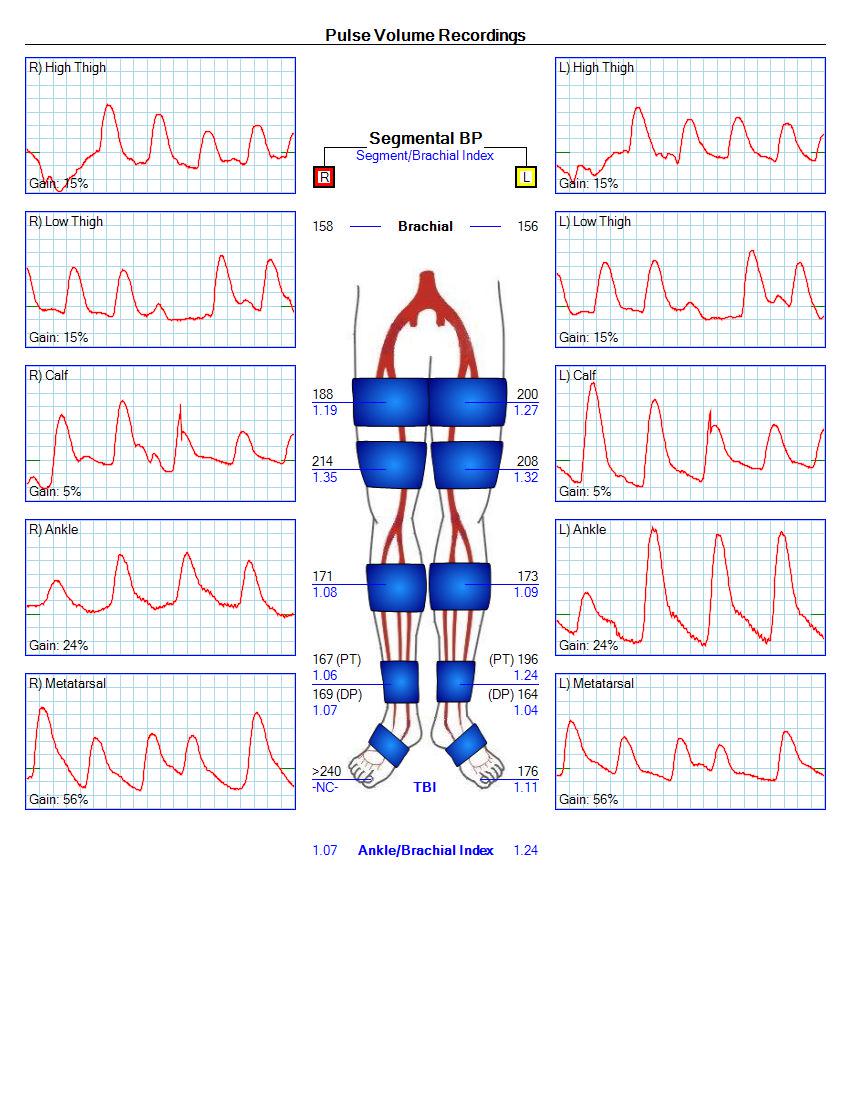 Pulse Volume Recordings
R) High Thigh
Gain: 15%
L) High Thigh
Gain: 15%
Segmental BP
Segment/Brachial Index
R
L
158 Brachial 156
R) Low Thigh
Gain: 15%
L) Low Thigh
Gain: 15%
188
1.19
200
1.27
R) Calf
Gain: 5%
L) Calf
Gain: 5%
214
1.35
208
1.32
R) Ankle
Gain: 24%
L) Ankle
Gain: 24%
171
1.08
173
1.09
167 (PT)
1.06
169 (DP)
1.07
(PT) 196
1.24
(DP) 164
1.04
R) Metatarsal
Gain: 56%
L) Metatarsal
Gain: 56%
>240
-NC-
TBI
176
1.11
1.07 Ankle/Brachial Index 1.24